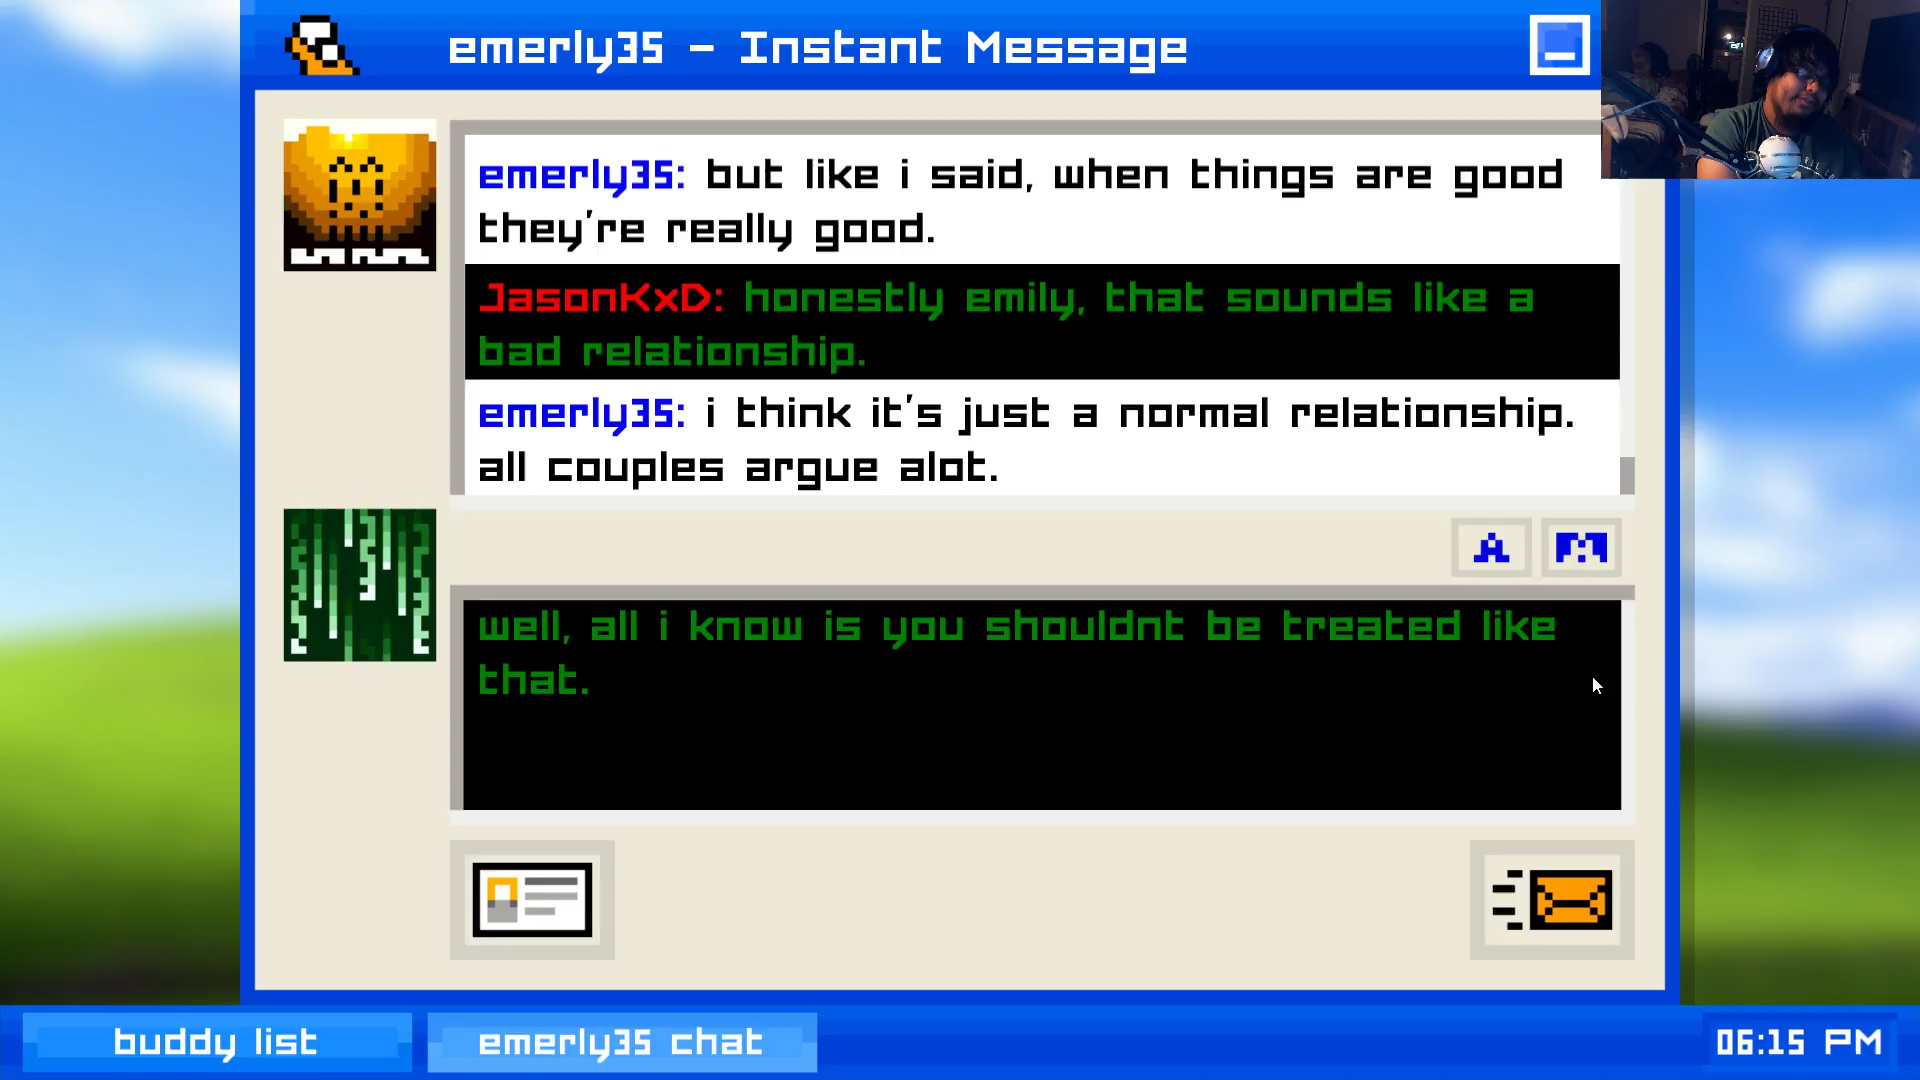 emerly35 - Instant Message
emerly35: but like i said, when things are good
they're really good.
JasonKxD: honestly emily, that sounds like a
bad relationship.
emerly35: i think it's just a normal relationship.
all couples argue alot.
A
well, all i know is you shouldnt be treated like
that.
buddy list
emerly35 chat
06:15 PM